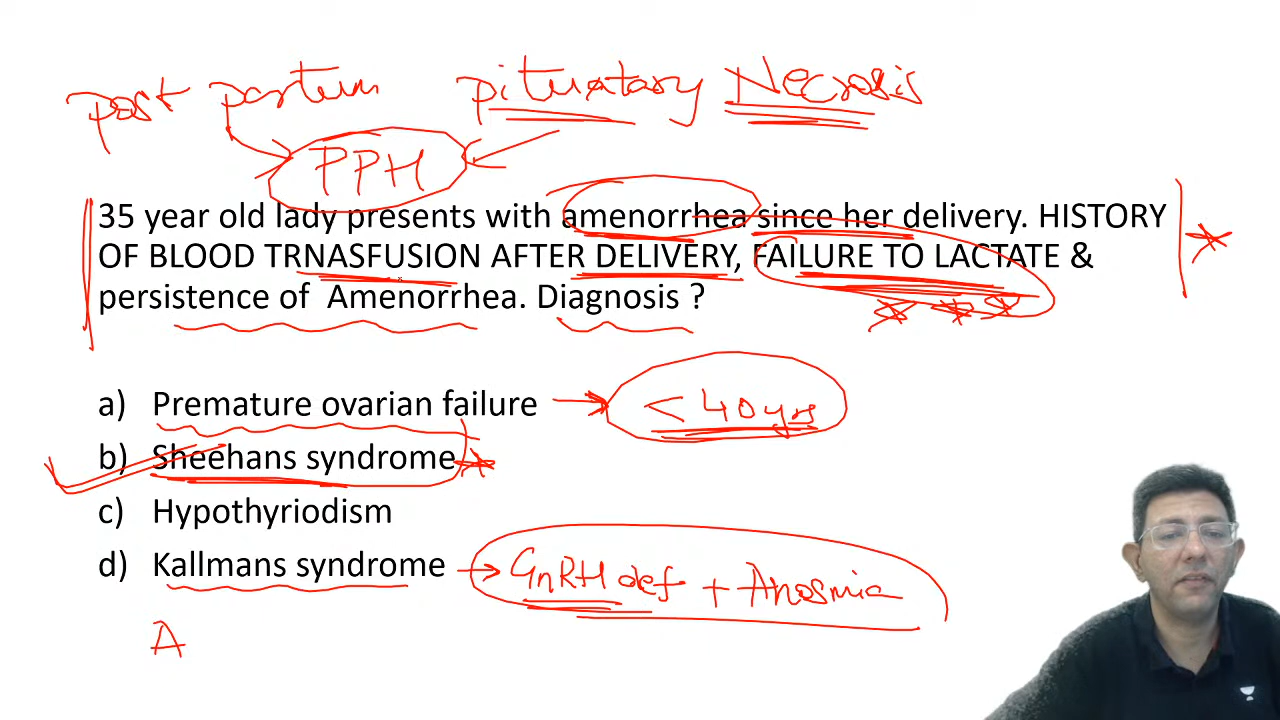 post partum pituatary Necrosis
PPH
35 year old lady presents with amenorrhea since her delivery. HISTORY
OF BLOOD TRNASFUSION AFTER DELIVERY, FAILURE TO LACTATE &
persistence of Amenorrhea. Diagnosis ?
a) Premature ovarian failure → < 40 yrs
b) Sheehans syndrome
c) Hypothyriodism
d) Kallmans syndrome → GnRH def + Anosmia
A